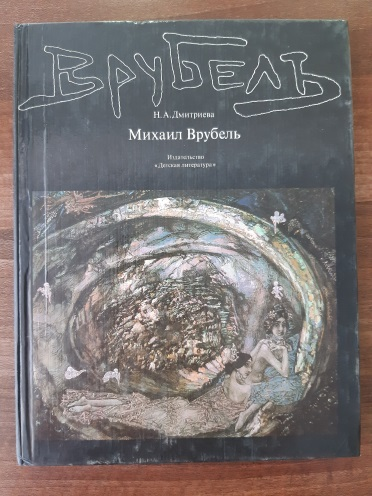 ВРУБЕЛЬ
Н. А. Дмитриева
Михаил Врубель
Издательство
«Детская литература»